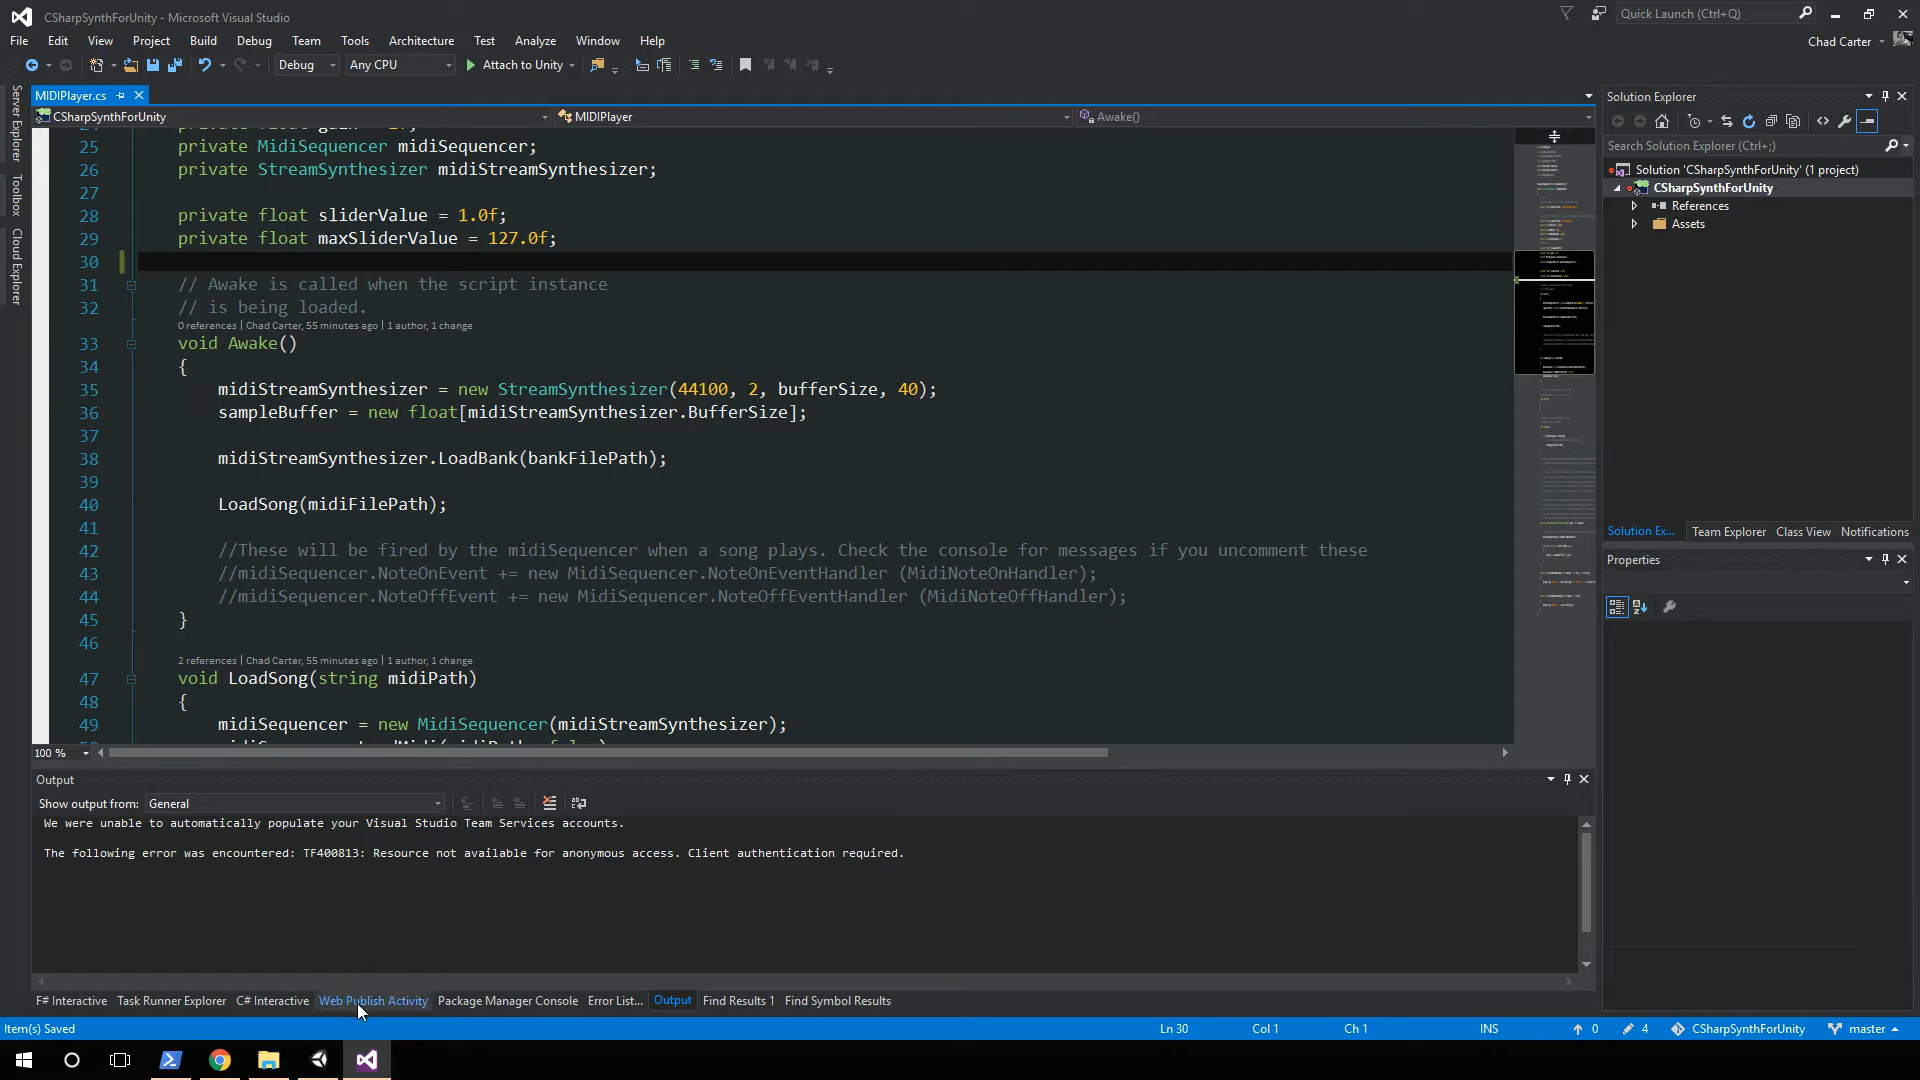 CSharpSynthForUnity - Microsoft Visual Studio
Quick Launch (Ctrl+Q)
File Edit View Project Build Debug Team Tools Architecture Test Analyze Window Help
Chad Carter
Debug Any CPU Attach to Unity
Server Explorer
Toolbox
Cloud Explorer
MIDIPlayer.cs
CSharpSynthForUnity MIDIPlayer Awake()
25 private MidiSequencer midiSequencer;
26 private StreamSynthesizer midiStreamSynthesizer;
27
28 private float sliderValue = 1.0f;
29 private float maxSliderValue = 127.0f;
30
31 // Awake is called when the script instance
32 // is being loaded.
0 references | Chad Carter, 55 minutes ago | 1 author, 1 change
33 void Awake()
34 {
35 midiStreamSynthesizer = new StreamSynthesizer(44100, 2, bufferSize, 40);
36 sampleBuffer = new float[midiStreamSynthesizer.BufferSize];
37
38 midiStreamSynthesizer.LoadBank(bankFilePath);
39
40 LoadSong(midiFilePath);
41
42 //These will be fired by the midiSequencer when a song plays. Check the console for messages if you uncomment these
43 //midiSequencer.NoteOnEvent += new MidiSequencer.NoteOnEventHandler (MidiNoteOnHandler);
44 //midiSequencer.NoteOffEvent += new MidiSequencer.NoteOffEventHandler (MidiNoteOffHandler);
45 }
46
2 references | Chad Carter, 55 minutes ago | 1 author, 1 change
47 void LoadSong(string midiPath)
48 {
49 midiSequencer = new MidiSequencer(midiStreamSynthesizer);
100 %
Output
Show output from: General
We were unable to automatically populate your Visual Studio Team Services accounts.
The following error was encountered: TF400813: Resource not available for anonymous access. Client authentication required.
F# Interactive Task Runner Explorer C# Interactive Web Publish Activity Package Manager Console Error List... Output Find Results 1 Find Symbol Results
Solution Explorer
Search Solution Explorer (Ctrl+;)
Solution 'CSharpSynthForUnity' (1 project)
CSharpSynthForUnity
References
Assets
Solution Ex... Team Explorer Class View Notifications
Properties
Item(s) Saved Ln 30 Col 1 Ch 1 INS 0 4 CSharpSynthForUnity master